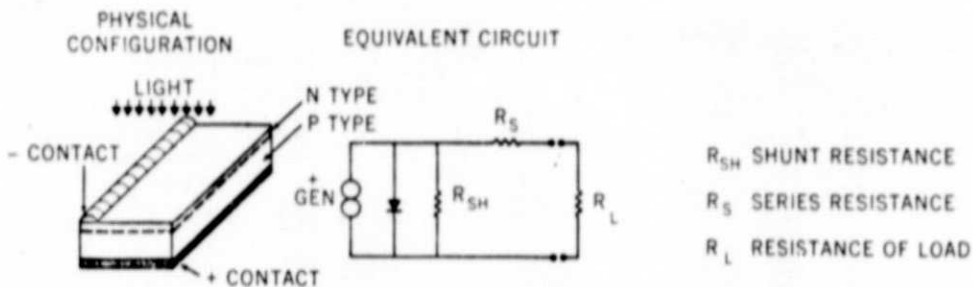 PHYSICAL
CONFIGURATION
EQUIVALENT CIRCUIT
LIGHT
N TYPE
P TYPE
– CONTACT
+ CONTACT
+
GEN
R_SH
R_S
R_L
R_SH SHUNT RESISTANCE
R_S SERIES RESISTANCE
R_L RESISTANCE OF LOAD